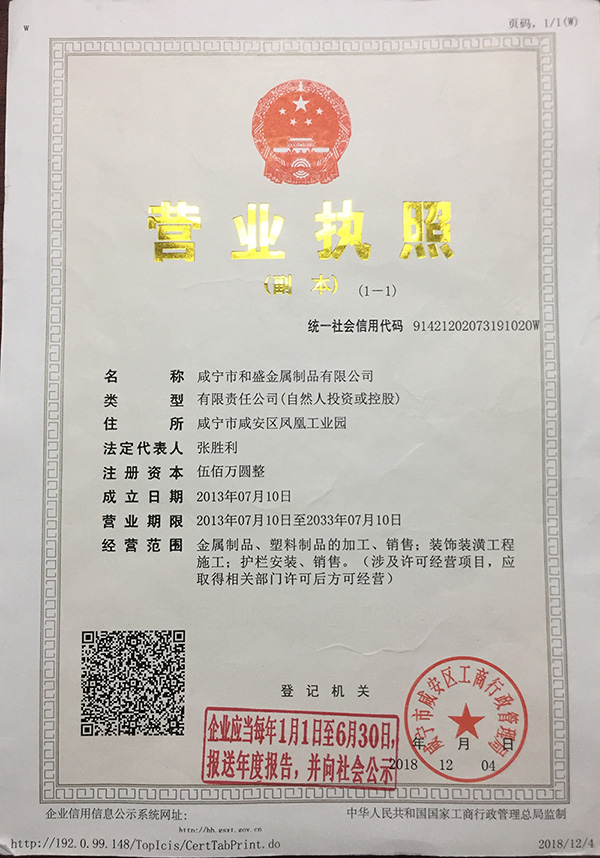 w
页码，1/1(W)
营业执照
(副 本) (1-1)
统一社会信用代码 91421202073191020W
名称 咸宁市和盛金属制品有限公司
类型 有限责任公司(自然人投资或控股)
住所 咸宁市咸安区凤凰工业园
法定代表人 张胜利
注册资本 伍佰万圆整
成立日期 2013年07月10日
营业期限 2013年07月10日至2033年07月10日
经营范围 金属制品、塑料制品的加工、销售；装饰装潢工程
施工；护栏安装、销售。（涉及许可经营项目，应
取得相关部门许可后方可经营）
登记机关
咸宁市咸安区工商行政管理局
年 月 日
2018 12 04
企业应当每年1月1日至6月30日，
报送年度报告，并向社会公示
企业信用信息公示系统网址：
http://hb.gsxt.gov.cn
中华人民共和国国家工商行政管理总局监制
http://192.0.99.148/TopIcis/CertTabPrint.do
2018/12/4